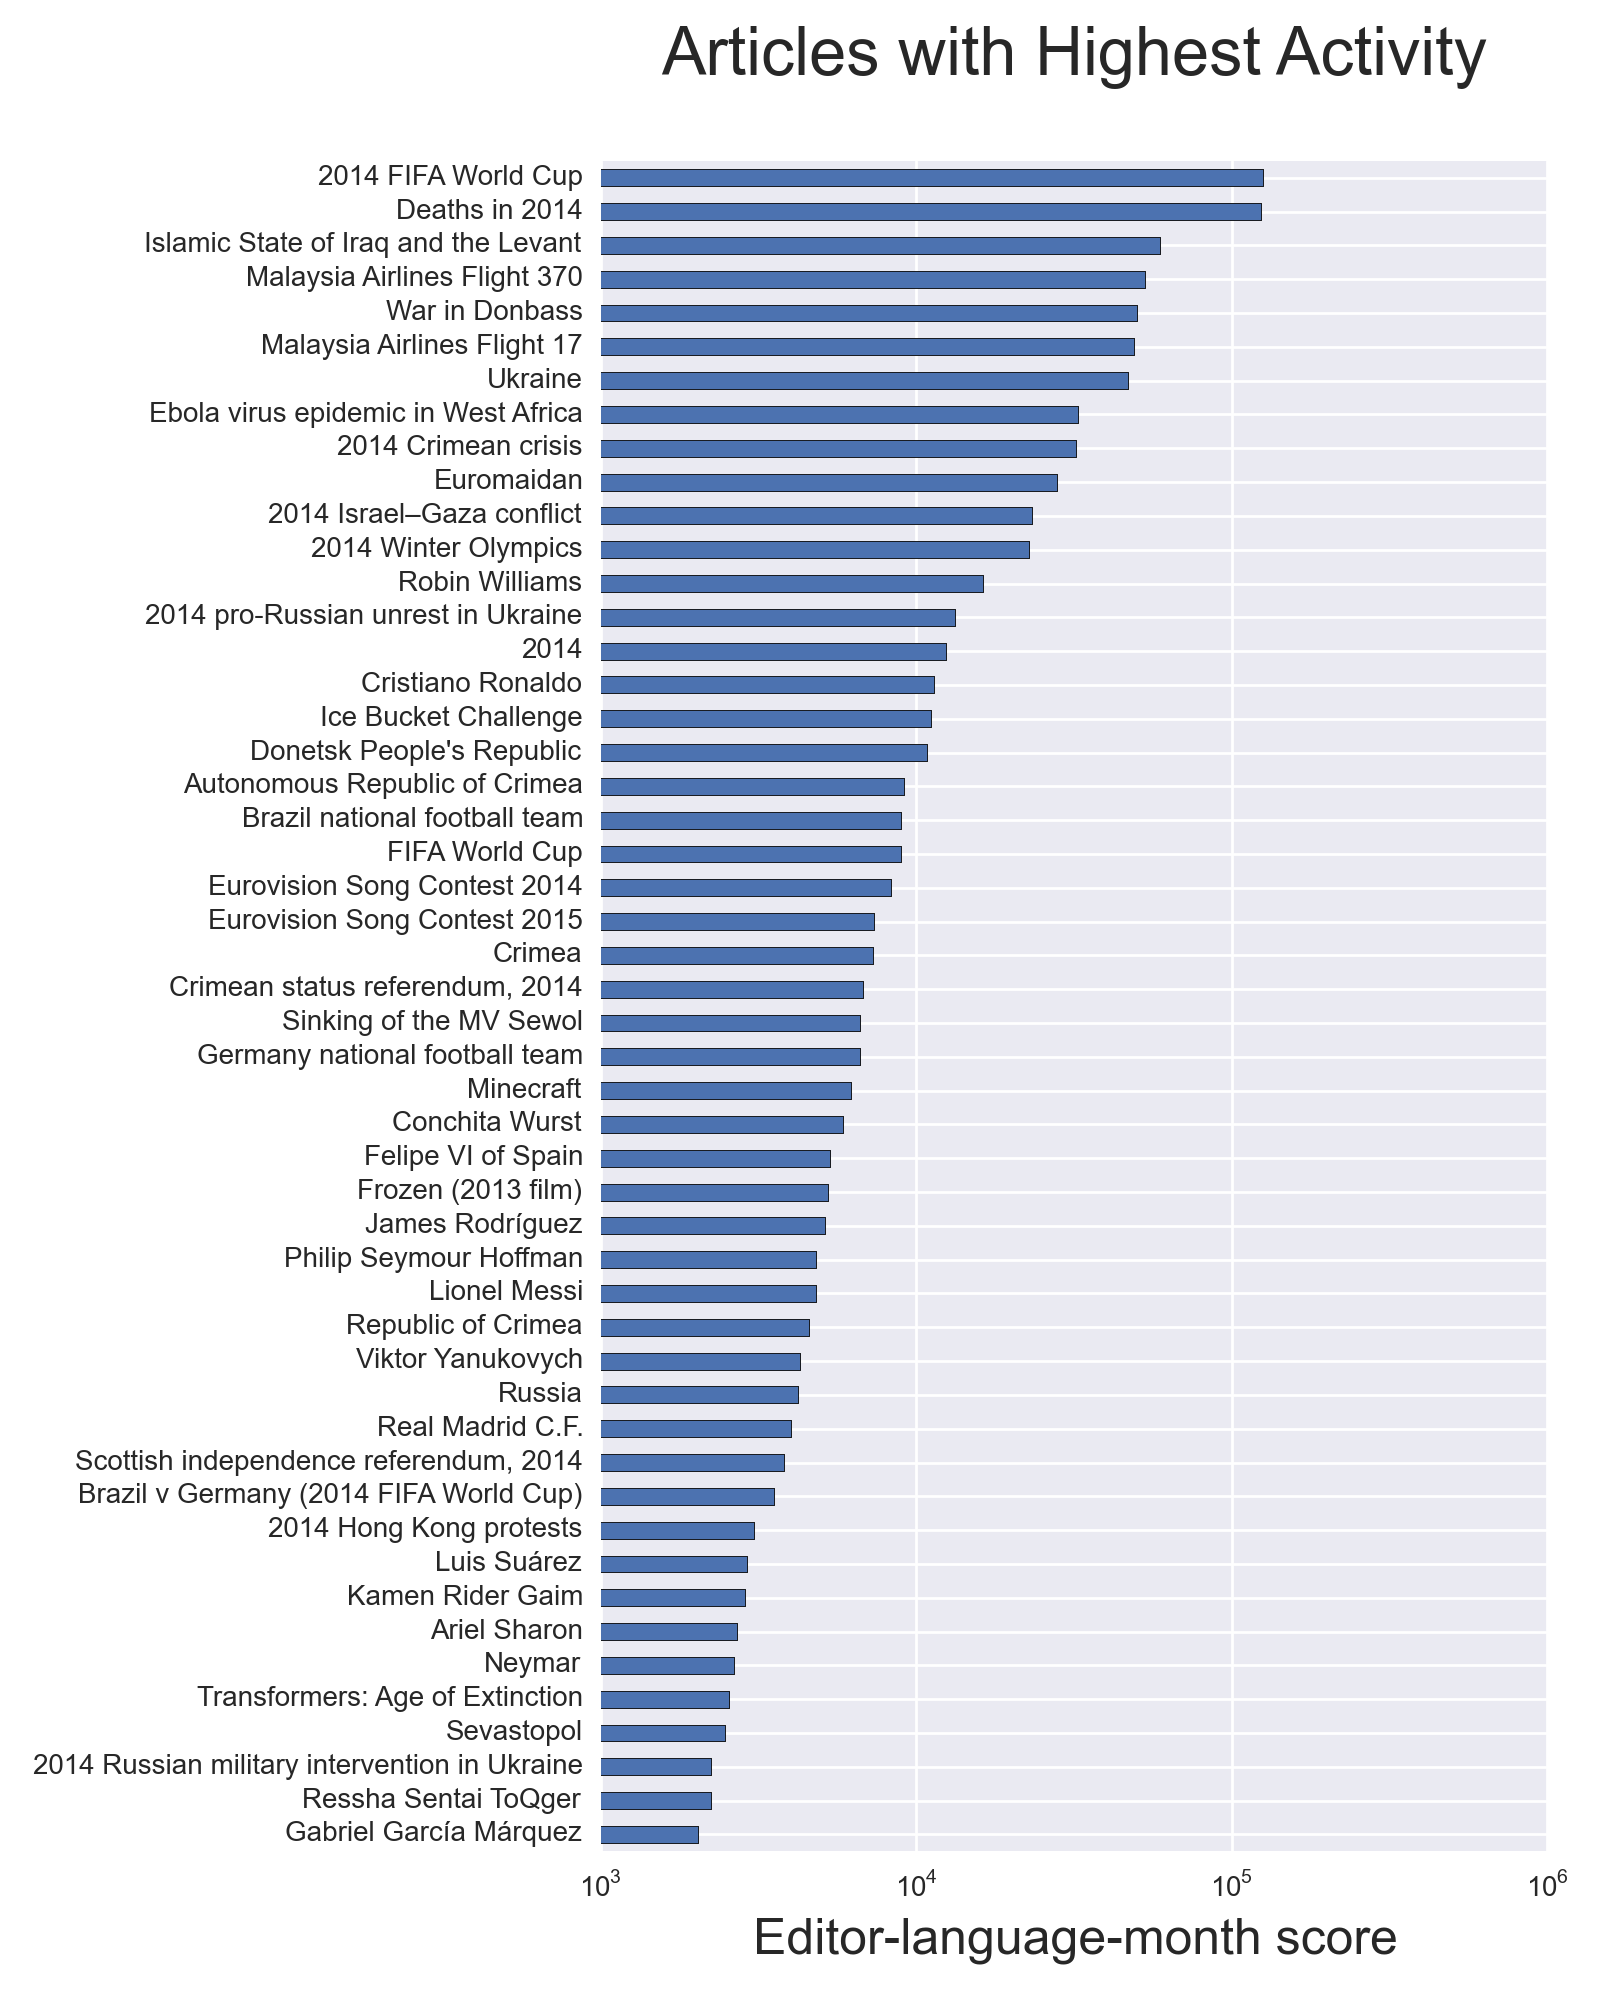 Articles with Highest Activity
2014 FIFA World Cup
Deaths in 2014
Islamic State of Iraq and the Levant
Malaysia Airlines Flight 370
War in Donbass
Malaysia Airlines Flight 17
Ukraine
Ebola virus epidemic in West Africa
2014 Crimean crisis
Euromaidan
2014 Israel–Gaza conflict
2014 Winter Olympics
Robin Williams
2014 pro-Russian unrest in Ukraine
2014
Cristiano Ronaldo
Ice Bucket Challenge
Donetsk People's Republic
Autonomous Republic of Crimea
Brazil national football team
FIFA World Cup
Eurovision Song Contest 2014
Eurovision Song Contest 2015
Crimea
Crimean status referendum, 2014
Sinking of the MV Sewol
Germany national football team
Minecraft
Conchita Wurst
Felipe VI of Spain
Frozen (2013 film)
James Rodríguez
Philip Seymour Hoffman
Lionel Messi
Republic of Crimea
Viktor Yanukovych
Russia
Real Madrid C.F.
Scottish independence referendum, 2014
Brazil v Germany (2014 FIFA World Cup)
2014 Hong Kong protests
Luis Suárez
Kamen Rider Gaim
Ariel Sharon
Neymar
Transformers: Age of Extinction
Sevastopol
2014 Russian military intervention in Ukraine
Ressha Sentai ToQger
Gabriel García Márquez
10³ 10⁴ 10⁵ 10⁶
Editor-language-month score